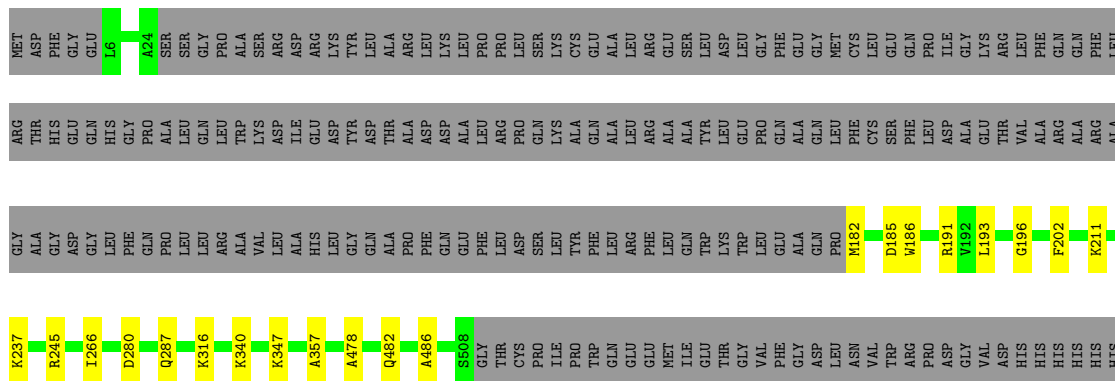 MET ASP PHE GLY GLU L6 A24 SER SER GLY PRO ALA SER ARG ASP ARG LYS TYR LEU ALA ARG LEU LYS LEU PRO PRO LEU SER LYS CYS GLU ALA LEU ARG GLU SER LEU ASP LEU GLY PHE GLU GLY MET CYS LEU GLU GLN PRO ILE GLY LYS ARG LEU PHE GLN GLN PHE LEU
ARG THR HIS GLU GLN HIS GLY PRO ALA LEU GLN LEU TRP LYS ASP ILE GLU ASP TYR ASP THR ALA ASP ASP ALA LEU ARG PRO GLN LYS ALA GLN ALA LEU ARG ALA ALA TYR LEU GLU PRO GLN ALA GLN LEU PHE CYS SER PHE LEU ASP ALA GLU THR VAL ALA ARG ALA ARG ALA
GLY ALA GLY ASP GLY LEU PHE GLN PRO LEU LEU ARG ALA VAL LEU ALA HIS LEU GLY GLN ALA PRO PHE GLN GLU PHE LEU ASP SER LEU TYR PHE LEU ARG PHE LEU GLN TRP LYS TRP LEU GLU ALA GLN PRO M182 D185 W186 R191 V192 L193 G196 F202 K211
K237 R245 I266 D280 Q287 K316 K340 K347 A357 A478 Q482 A486 S508 GLY THR CYS PRO ILE PRO TRP GLN GLU GLU MET ILE GLU THR GLY VAL PHE GLY ASP LEU ASN VAL TRP ARG PRO ASP GLY VAL ASP HIS HIS HIS HIS HIS HIS